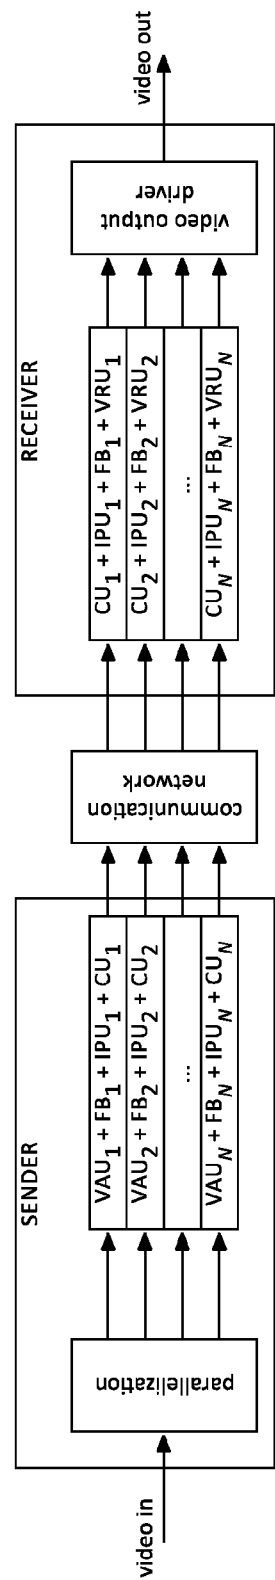 video in
SENDER
parallelization
VAU1 + FB1 + IPU1 + CU1
VAU2 + FB2 + IPU2 + CU2
...
VAUN + FBN + IPUN + CUN
communication
network
RECEIVER
CU1 + IPU1 + FB1 + VRU1
CU2 + IPU2 + FB2 + VRU2
...
CUN + IPUN + FBN + VRUN
video output
driver
video out